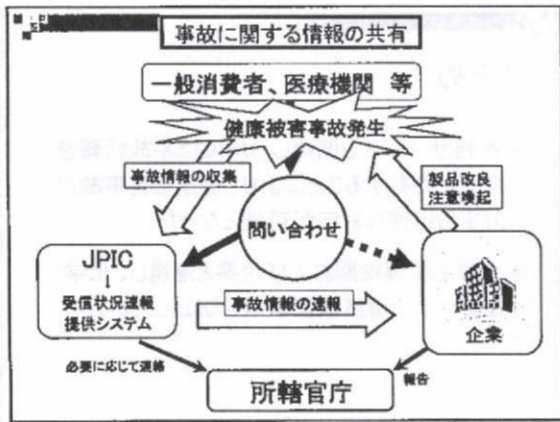 事故に関する情報の共有
一般消費者、医療機関 等
健康被害事故発生
事故情報の収集
製品改良
注意喚起
問い合わせ
JPIC
↓
受信状況速報
提供システム
事故情報の速報
企業
必要に応じて連絡
報告
所轄官庁